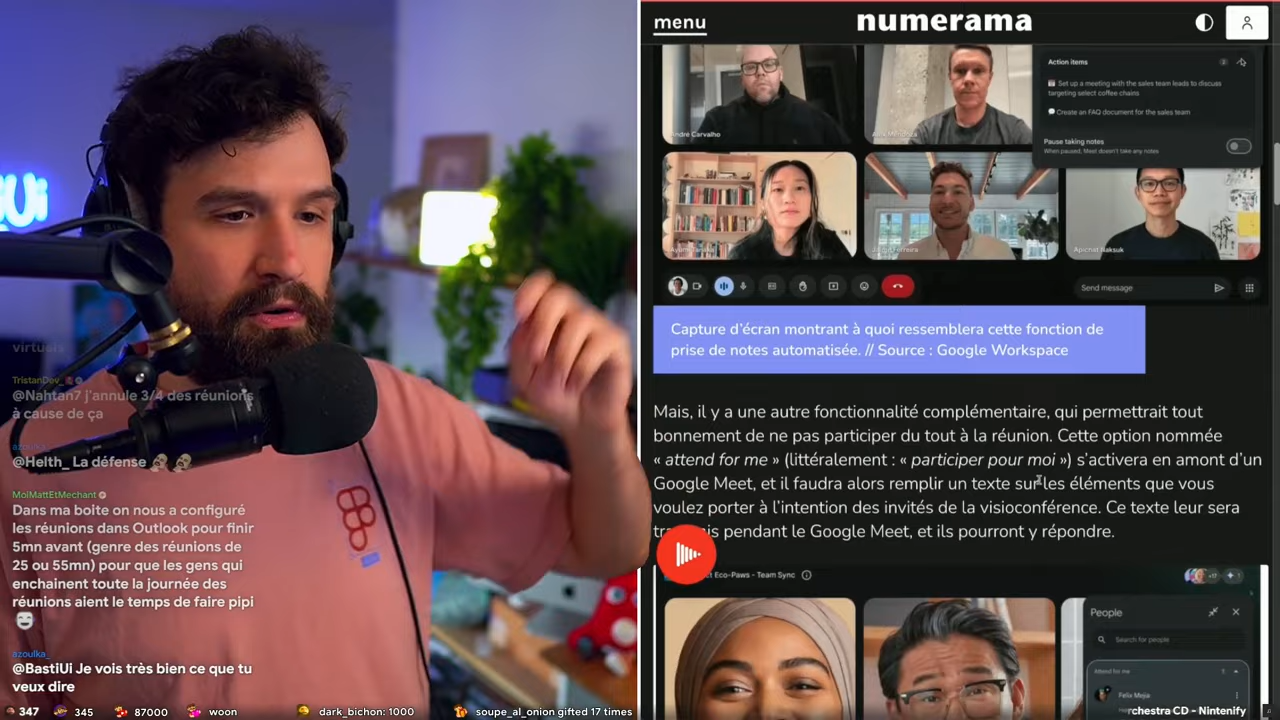 menu
numerama
Action items
Set up a meeting with the sales team leads to discuss
targeting select coffee chains
Create an FAQ document for the sales team
Pause taking notes
When paused, Meet doesn't take any notes
André Carvalho
Apichat Naksuk
Send message
Capture d'écran montrant à quoi ressemblera cette fonction de
prise de notes automatisée. // Source : Google Workspace
Mais, il y a une autre fonctionnalité complémentaire, qui permettrait tout
bonnement de ne pas participer du tout à la réunion. Cette option nommée
« attend for me » (littéralement : « participer pour moi ») s'activera en amont d'un
Google Meet, et il faudra alors remplir un texte sur les éléments que vous
voulez porter à l'intention des invités de la visioconférence. Ce texte leur sera
pendant le Google Meet, et ils pourront y répondre.
Eco-Paws - Team Sync
People
Search for people
Attend for me
Felix Mejia
rchestra CD - Nintenify
virtusis
TristanDev_
@Nahtan7 j'annule 3/4 des réunions
à cause de ça
azoulka_
@Helth_ La défense
MoiMattEtMechant
Dans ma boite on nous a configuré
les réunions dans Outlook pour finir
5mn avant (genre des réunions de
25 ou 55mn) pour que les gens qui
enchainent toute la journée des
réunions aient le temps de faire pipi
azoulka_
@BastiUi Je vois très bien ce que tu
veux dire
347
345
87000
woon
dark_bichon: 1000
soupe_al_onion gifted 17 times